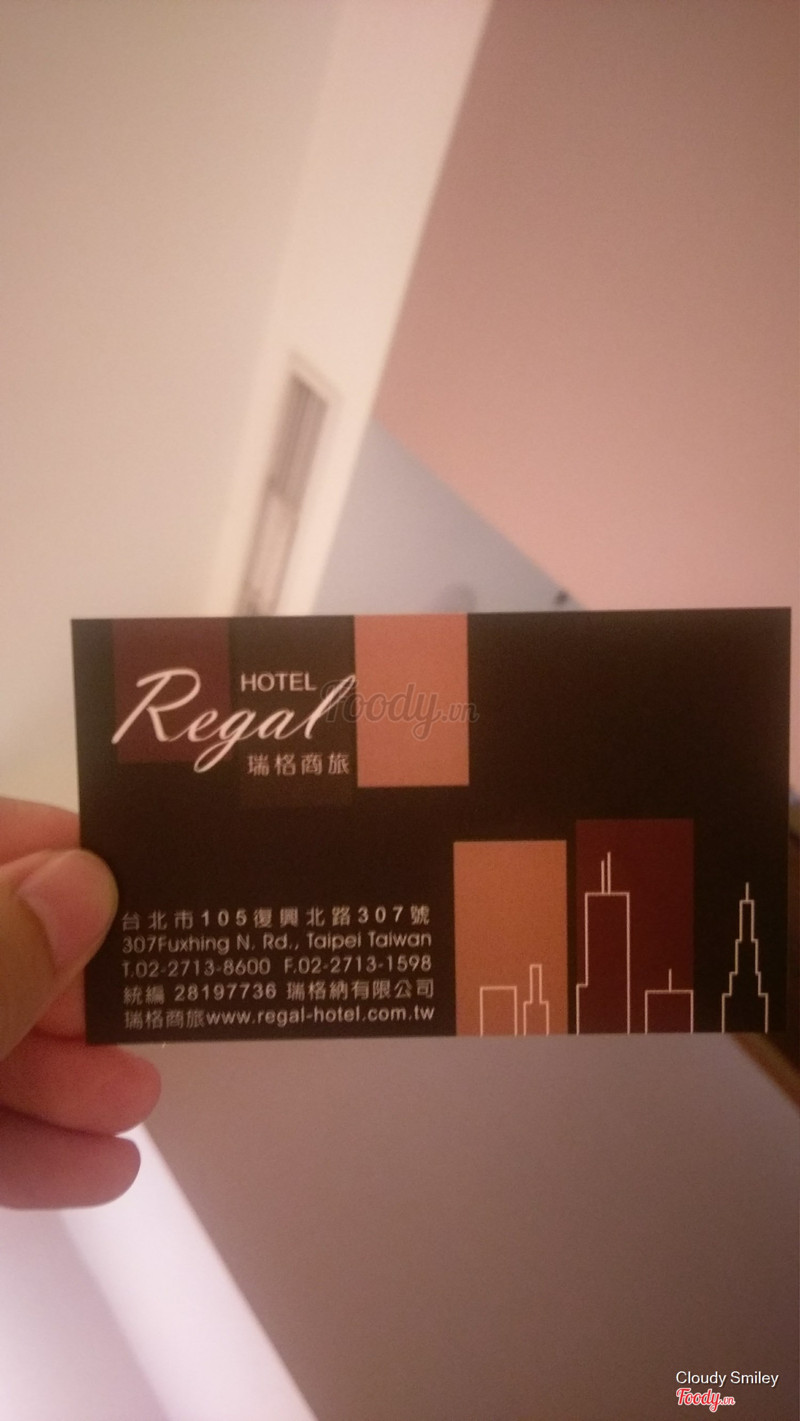 HOTEL
Regal
瑞格商旅
Foody.vn
台北市105復興北路307號
307Fuxhing N. Rd., Taipei Taiwan
T.02-2713-8600 F.02-2713-1598
統編 28197736 瑞格納有限公司
瑞格商旅www.regal-hotel.com.tw
Cloudy Smiley
Foody.vn